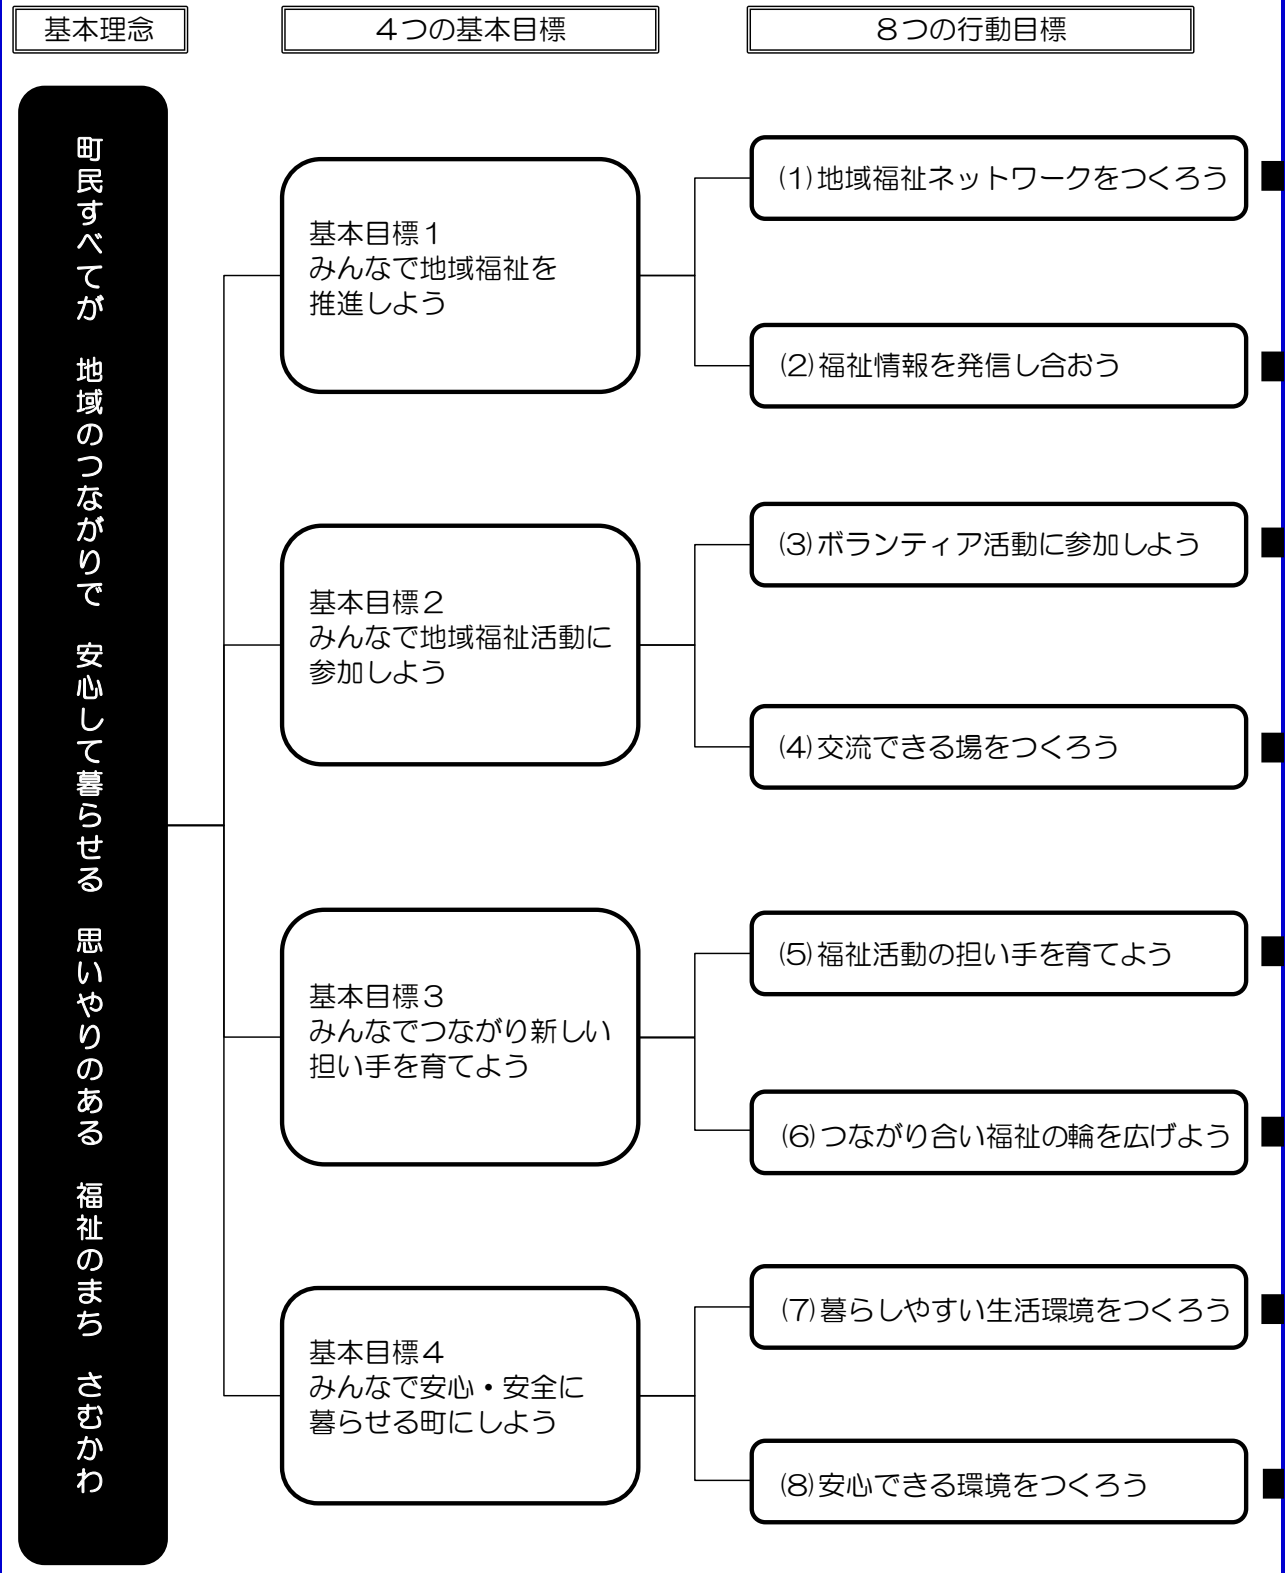 基本理念
４つの基本目標
８つの行動目標
町民すべてが　地域のつながりで　安心して暮らせる　思いやりのある　福祉のまち　さむかわ
基本目標１
みんなで地域福祉を
推進しよう
(1)地域福祉ネットワークをつくろう
(2)福祉情報を発信し合おう
基本目標２
みんなで地域福祉活動に
参加しよう
(3)ボランティア活動に参加しよう
(4)交流できる場をつくろう
基本目標３
みんなでつながり新しい
担い手を育てよう
(5)福祉活動の担い手を育てよう
(6)つながり合い福祉の輪を広げよう
基本目標４
みんなで安心・安全に
暮らせる町にしよう
(7)暮らしやすい生活環境をつくろう
(8)安心できる環境をつくろう